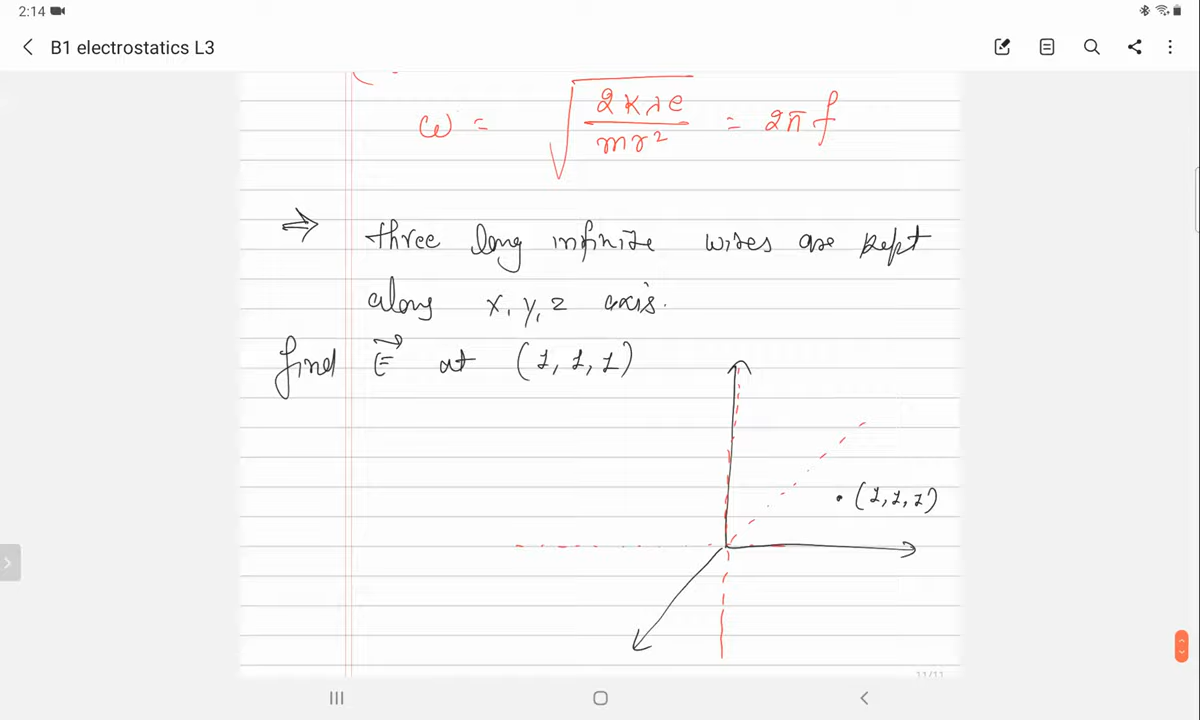 2:14
B1 electrostatics L3
ω = √(2Kλe / mr²) = 2πf
⇒ three long infinite wires are kept
along x, y, z axis.
find E⃗ at (1, 1, 1)
(1, 1, 1)
11/11